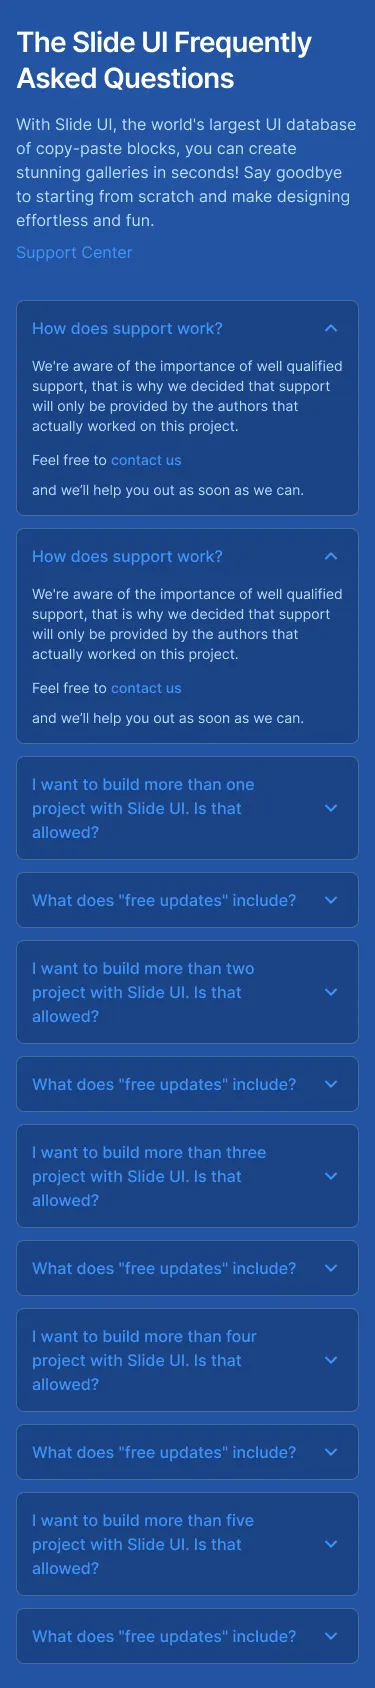 The Slide UI Frequently
Asked Questions
With Slide UI, the world's largest UI database
of copy-paste blocks, you can create
stunning galleries in seconds! Say goodbye
to starting from scratch and make designing
effortless and fun.
Support Center
How does support work?
We're aware of the importance of well qualified
support, that is why we decided that support
will only be provided by the authors that
actually worked on this project.
Feel free to contact us
and we’ll help you out as soon as we can.
How does support work?
We're aware of the importance of well qualified
support, that is why we decided that support
will only be provided by the authors that
actually worked on this project.
Feel free to contact us
and we’ll help you out as soon as we can.
I want to build more than one
project with Slide UI. Is that
allowed?
What does "free updates" include?
I want to build more than two
project with Slide UI. Is that
allowed?
What does "free updates" include?
I want to build more than three
project with Slide UI. Is that
allowed?
What does "free updates" include?
I want to build more than four
project with Slide UI. Is that
allowed?
What does "free updates" include?
I want to build more than five
project with Slide UI. Is that
allowed?
What does "free updates" include?